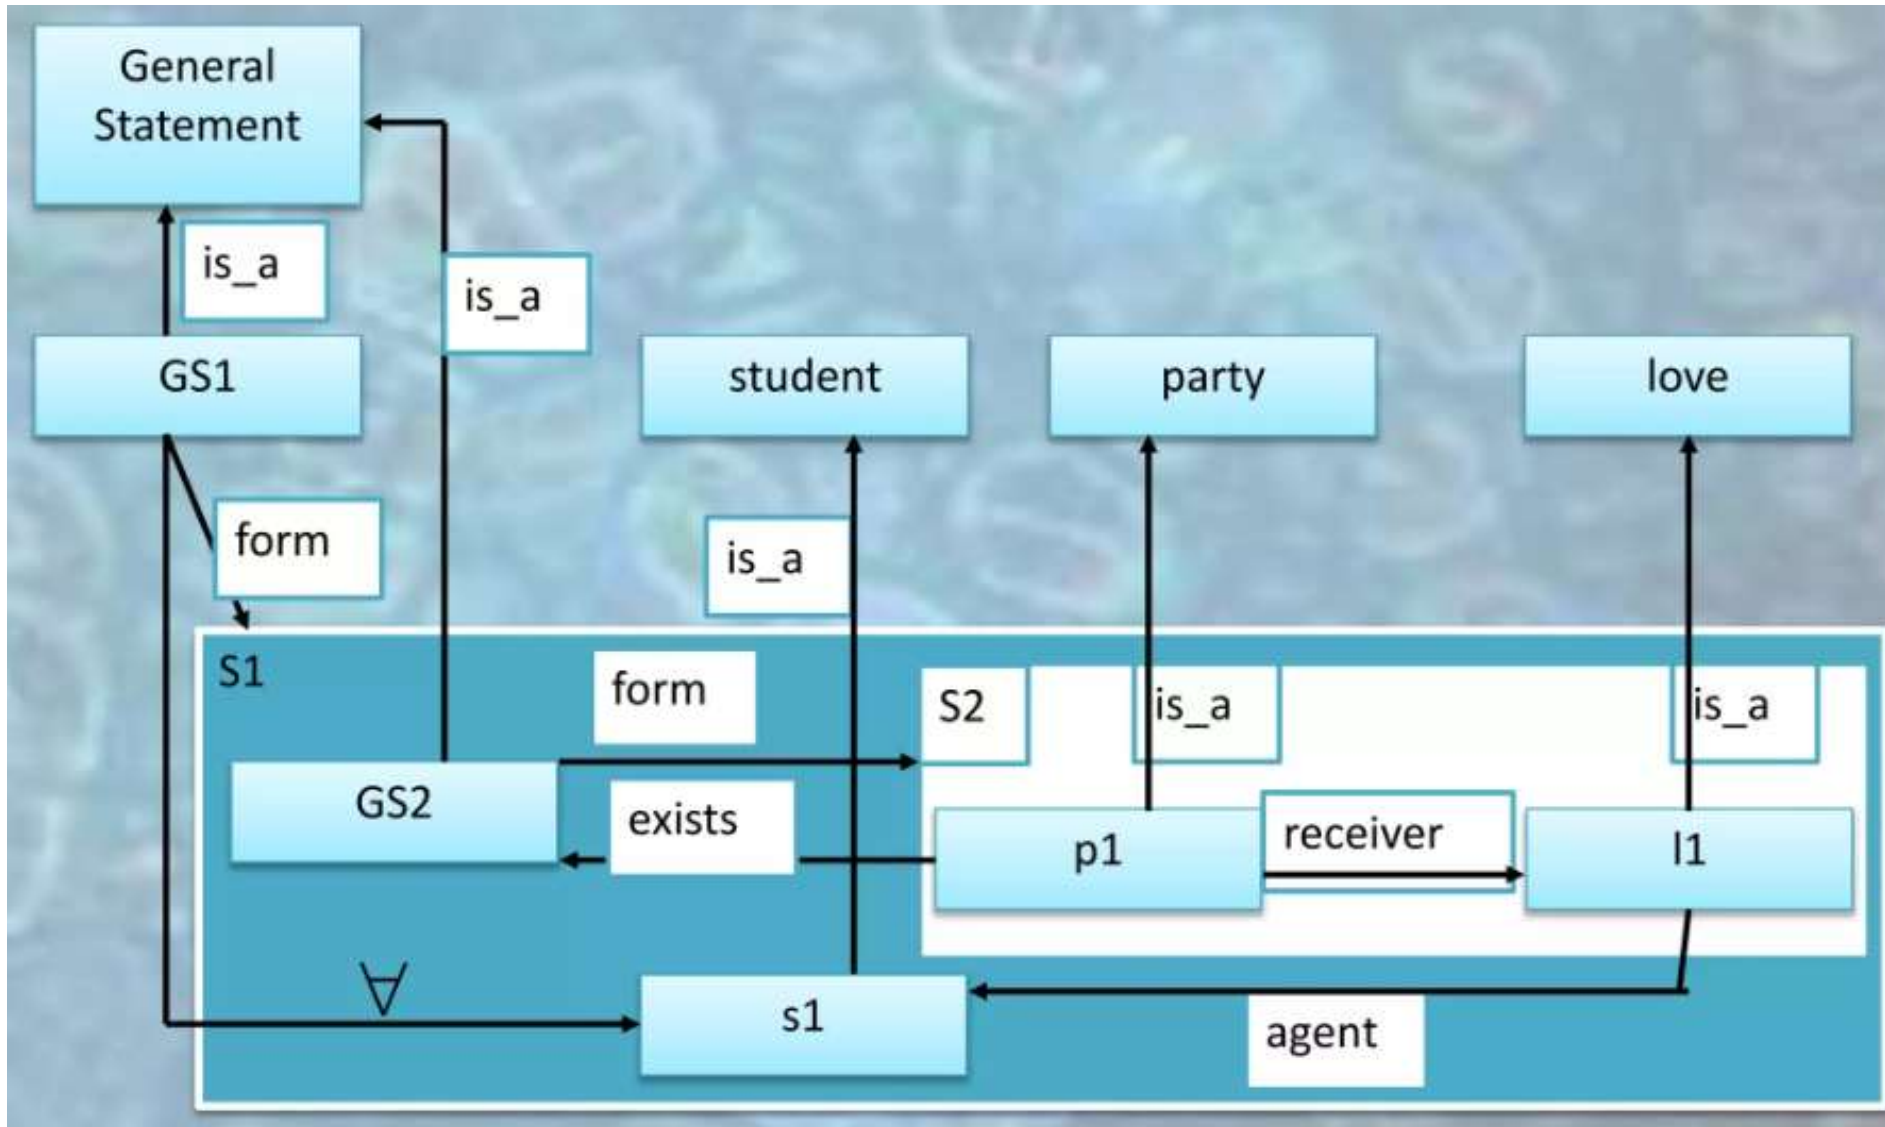 General
Statement
is_a
is_a
GS1
student
party
love
form
is_a
S1
form
S2
is_a
is_a
GS2
exists
p1
receiver
l1
∀
s1
agent